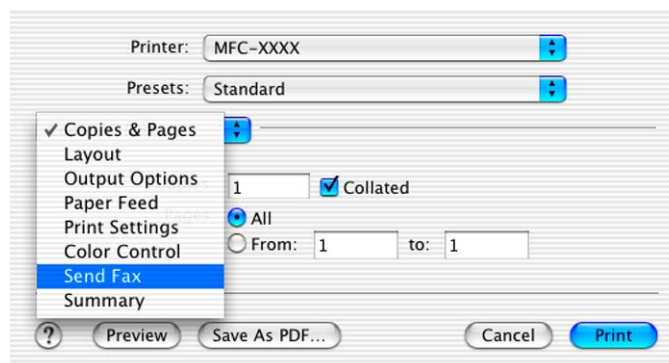 Printer: MFC-XXXX
Presets: Standard
✓ Copies & Pages
Layout
Output Options
1 Collated
Paper Feed
Pages: All
Print Settings
From: 1 to: 1
Color Control
Send Fax
Summary
? Preview Save As PDF... Cancel Print